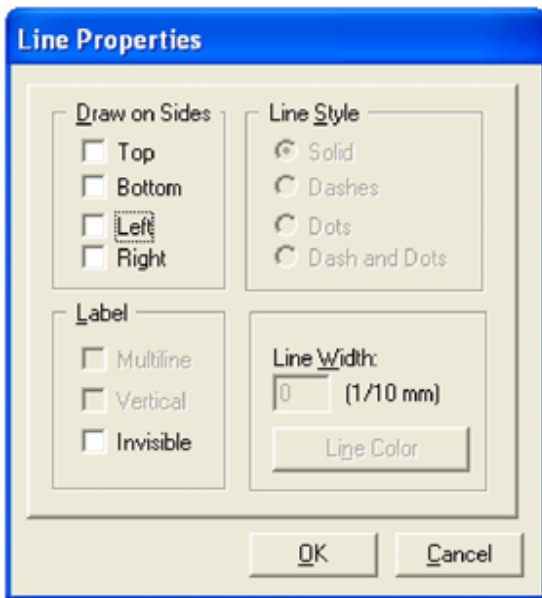 Line Properties
Draw on Sides
Top
Bottom
Left
Right
Line Style
Solid
Dashes
Dots
Dash and Dots
Label
Multiline
Vertical
Invisible
Line Width:
0 (1/10 mm)
Line Color
OK
Cancel